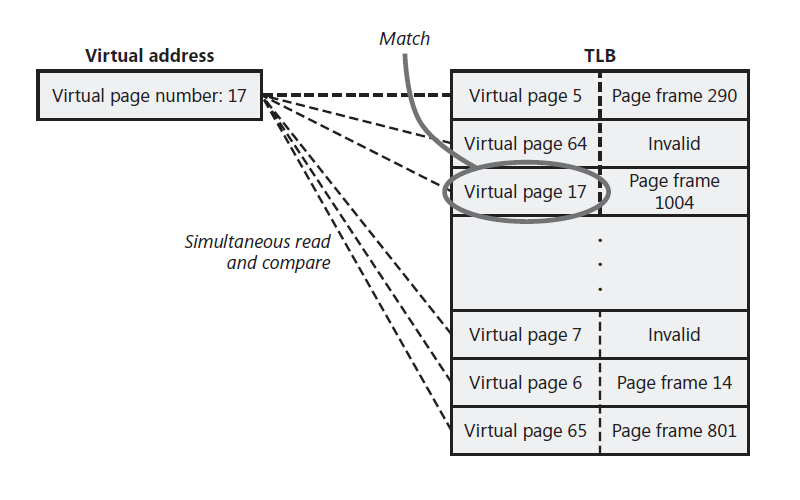 Match
Virtual address
TLB
Virtual page number: 17
Virtual page 5
Page frame 290
Virtual page 64
Invalid
Virtual page 17
Page frame
1004
Simultaneous read
and compare
.
.
.
Virtual page 7
Invalid
Virtual page 6
Page frame 14
Virtual page 65
Page frame 801